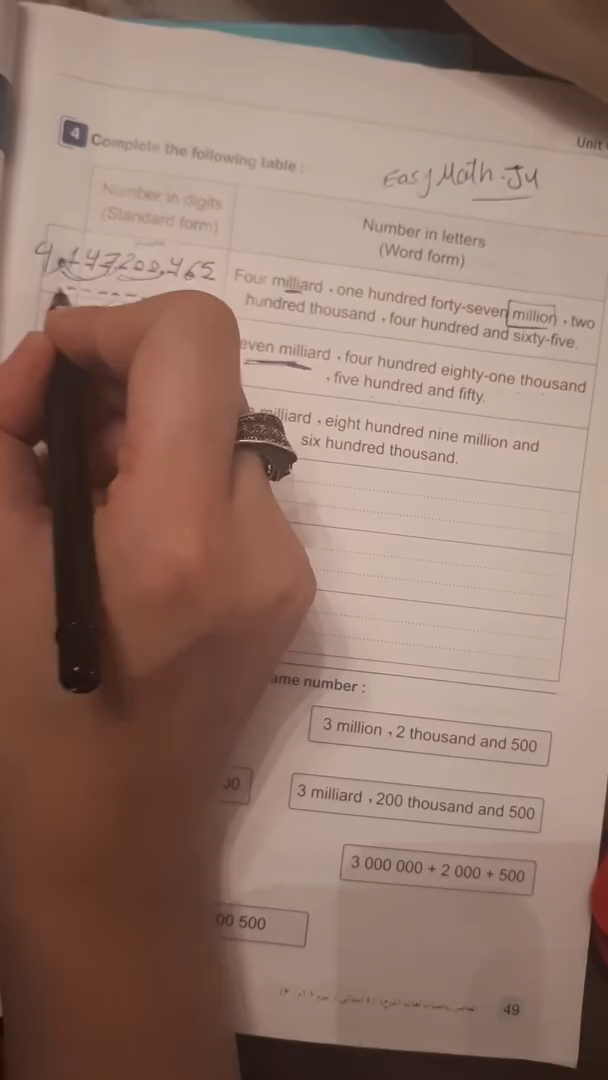 Unit
4 Complete the following table :
Easy Math.Ju
Number in digits
(Standard form)
Number in letters
(Word form)
4,147200,465
Four milliard , one hundred forty-seven million , two
hundred thousand , four hundred and sixty-five.
even milliard , four hundred eighty-one thousand
, five hundred and fifty.
milliard , eight hundred nine million and
six hundred thousand.
ame number :
3 million , 2 thousand and 500
00
3 milliard , 200 thousand and 500
3 000 000 + 2 000 + 500
00 500
49